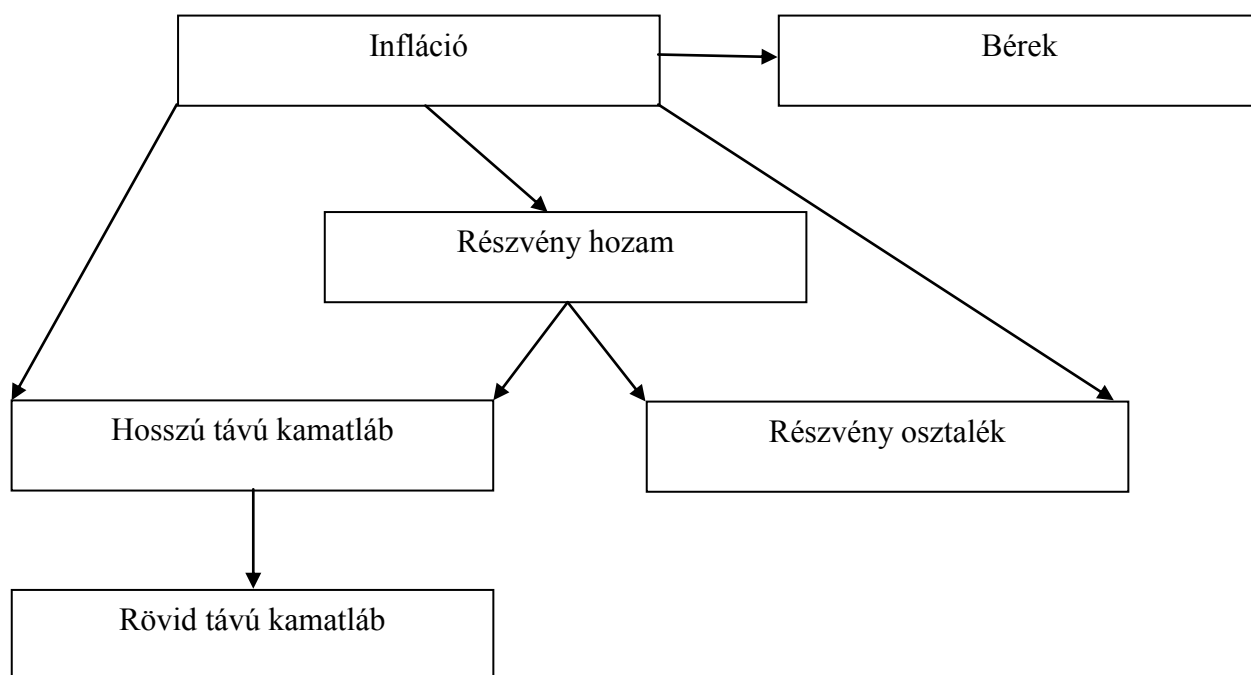 Infláció
Bérek
Részvény hozam
Hosszú távú kamatláb
Részvény osztalék
Rövid távú kamatláb